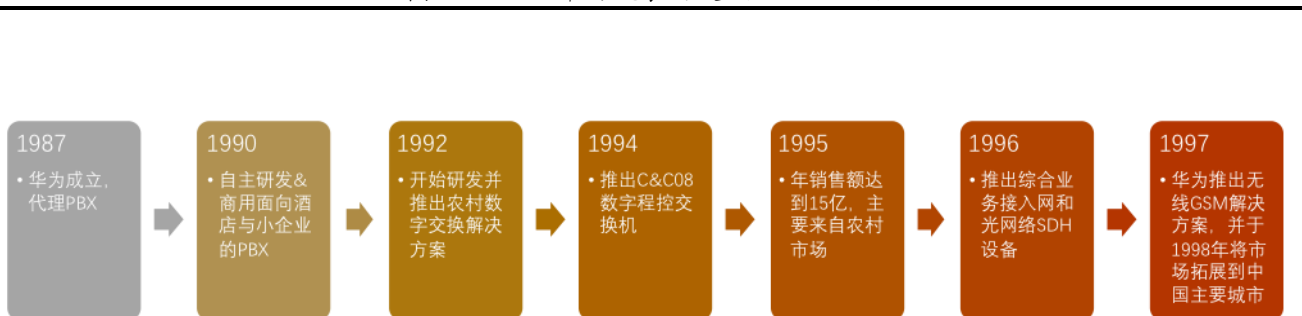 1987
• 华为成立,
代理PBX
1990
• 自主研发&
商用面向酒
店与小企业
的PBX
1992
• 开始研发并
推出农村数
字交换解决
方案
1994
• 推出C&C08
数字程控交
换机
1995
• 年销售额达
到15亿，主
要来自农村
市场
1996
• 推出综合业
务接入网和
光网络SDH
设备
1997
• 华为推出无
线GSM解决
方案，并于
1998年将市
场拓展到中
国主要城市